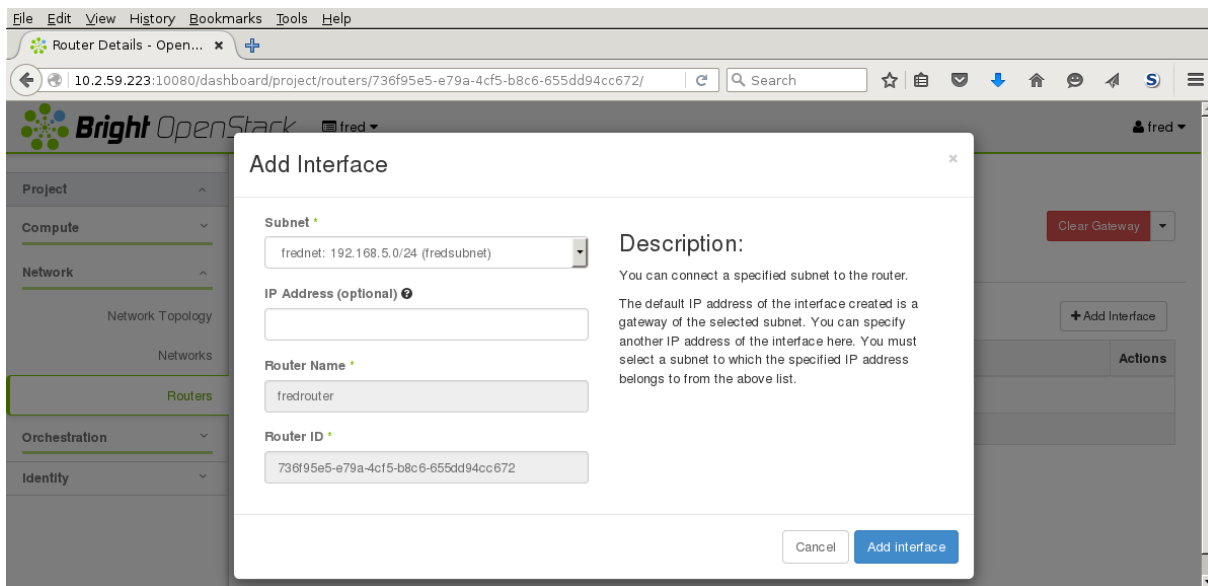 File Edit View History Bookmarks Tools Help
Router Details - Open...
10.2.59.223:10080/dashboard/project/routers/736f95e5-e79a-4cf5-b8c6-655dd94cc672/
Search
Bright OpenStack
fred
fred
Add Interface
Project
Compute
Network
Network Topology
Networks
Routers
Orchestration
Identity
Subnet *
frednet: 192.168.5.0/24 (fredsubnet)
IP Address (optional)
Router Name *
fredrouter
Router ID *
736f95e5-e79a-4cf5-b8c6-655dd94cc672
Description:
You can connect a specified subnet to the router.
The default IP address of the interface created is a
gateway of the selected subnet. You can specify
another IP address of the interface here. You must
select a subnet to which the specified IP address
belongs to from the above list.
Clear Gateway
+ Add Interface
Actions
Cancel
Add interface